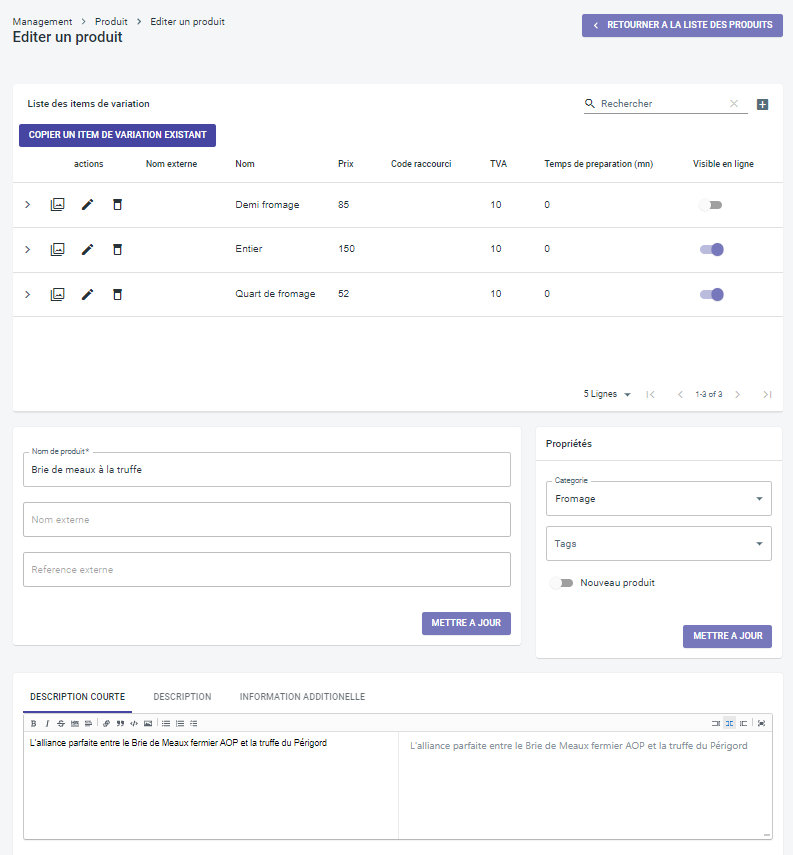 Management > Produit > Editer un produit
Editer un produit
RETOURNER A LA LISTE DES PRODUITS
Liste des items de variation
Rechercher
COPIER UN ITEM DE VARIATION EXISTANT
actions Nom externe Nom Prix Code raccourci TVA Temps de preparation (mn) Visible en ligne
Demi fromage 85 10 0
Entier 150 10 0
Quart de fromage 52 10 0
5 Lignes 1-3 of 3
Nom de produit*
Brie de meaux à la truffe
Nom externe
Reference externe
METTRE A JOUR
Propriétés
Categorie
Fromage
Tags
Nouveau produit
METTRE A JOUR
DESCRIPTION COURTE DESCRIPTION INFORMATION ADDITIONELLE
L'alliance parfaite entre le Brie de Meaux fermier AOP et la truffe du Périgord
L'alliance parfaite entre le Brie de Meaux fermier AOP et la truffe du Périgord